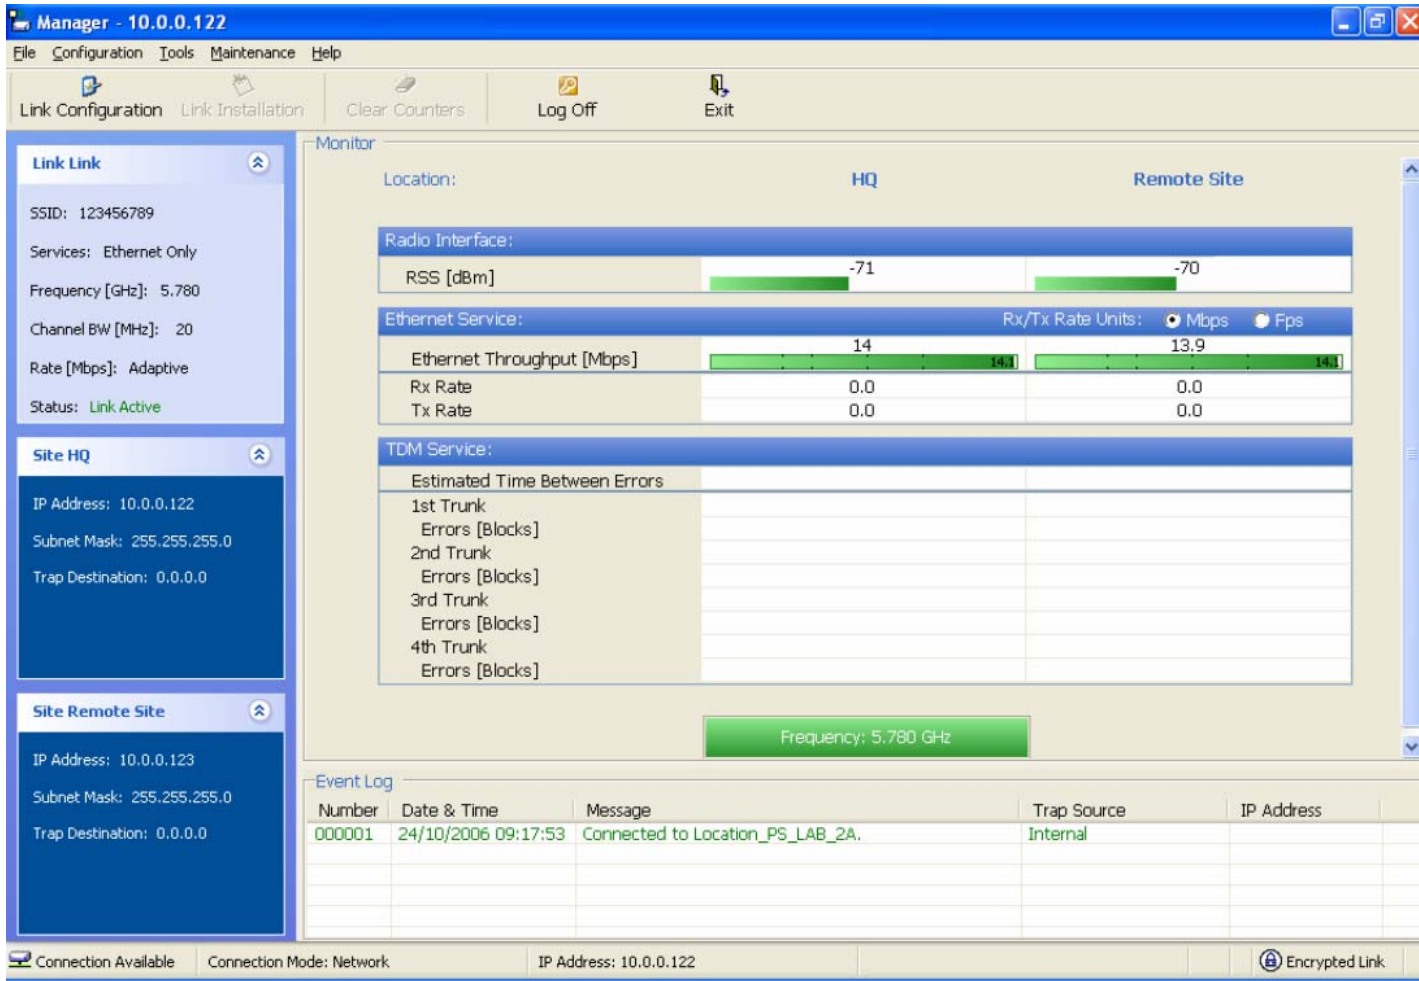 Manager - 10.0.0.122
File Configuration Tools Maintenance Help
Link Configuration Link Installation Clear Counters Log Off Exit
Link Link
SSID: 123456789
Services: Ethernet Only
Frequency [GHz]: 5.780
Channel BW [MHz]: 20
Rate [Mbps]: Adaptive
Status: Link Active
Site HQ
IP Address: 10.0.0.122
Subnet Mask: 255.255.255.0
Trap Destination: 0.0.0.0
Site Remote Site
IP Address: 10.0.0.123
Subnet Mask: 255.255.255.0
Trap Destination: 0.0.0.0
Monitor
Location: HQ Remote Site
Radio Interface:
RSS [dBm] -71 -70
Ethernet Service: Rx/Tx Rate Units: Mbps Fps
Ethernet Throughput [Mbps] 14 14.1 13.9 14.1
Rx Rate 0.0 0.0
Tx Rate 0.0 0.0
TDM Service:
Estimated Time Between Errors
1st Trunk
Errors [Blocks]
2nd Trunk
Errors [Blocks]
3rd Trunk
Errors [Blocks]
4th Trunk
Errors [Blocks]
Frequency: 5.780 GHz
Event Log
Number Date & Time Message Trap Source IP Address
000001 24/10/2006 09:17:53 Connected to Location_PS_LAB_2A. Internal
Connection Available Connection Mode: Network IP Address: 10.0.0.122 Encrypted Link